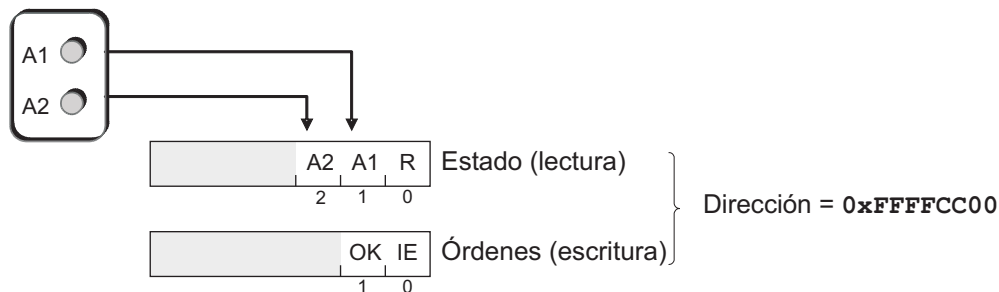 A1
A2
A2 A1 R Estado (lectura)
2 1 0
Dirección = 0xFFFFCC00
OK IE Órdenes (escritura)
1 0